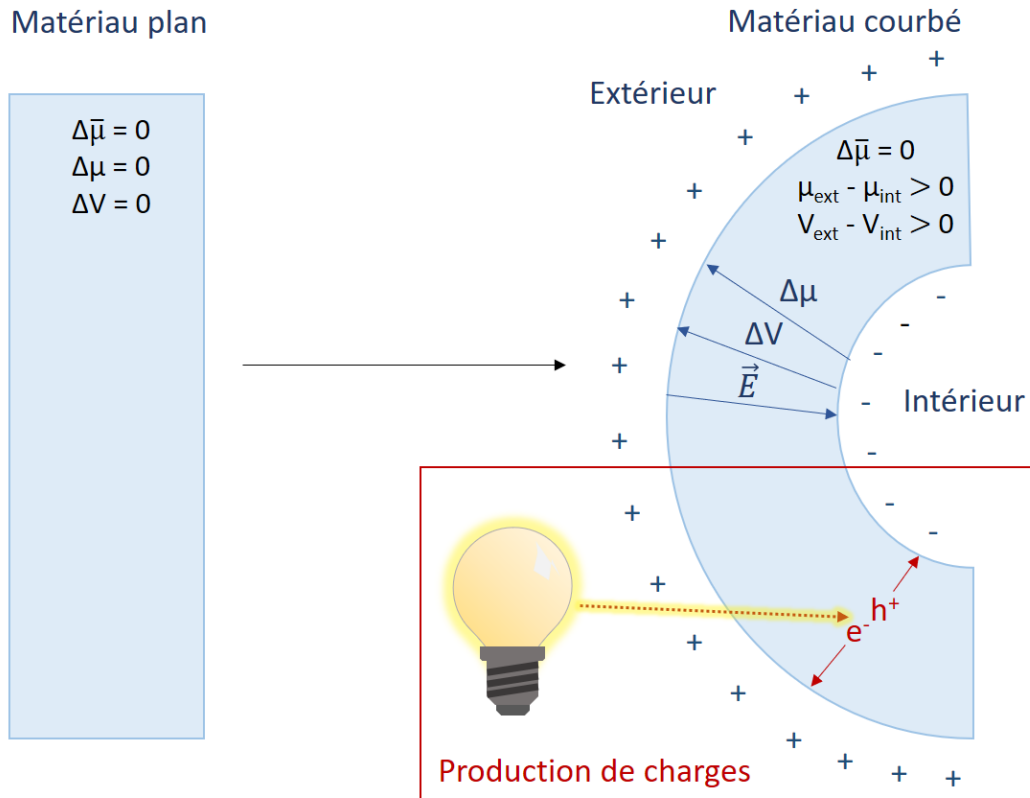 Matériau plan
Δμ̄ = 0
Δμ = 0
ΔV = 0
Matériau courbé
Extérieur
Δμ̄ = 0
μext - μint > 0
Vext - Vint > 0
Δμ
ΔV
E⃗
Intérieur
+ + + + + + + + + + + + + + + + + +
- - - - - - - -
e- h+
Production de charges